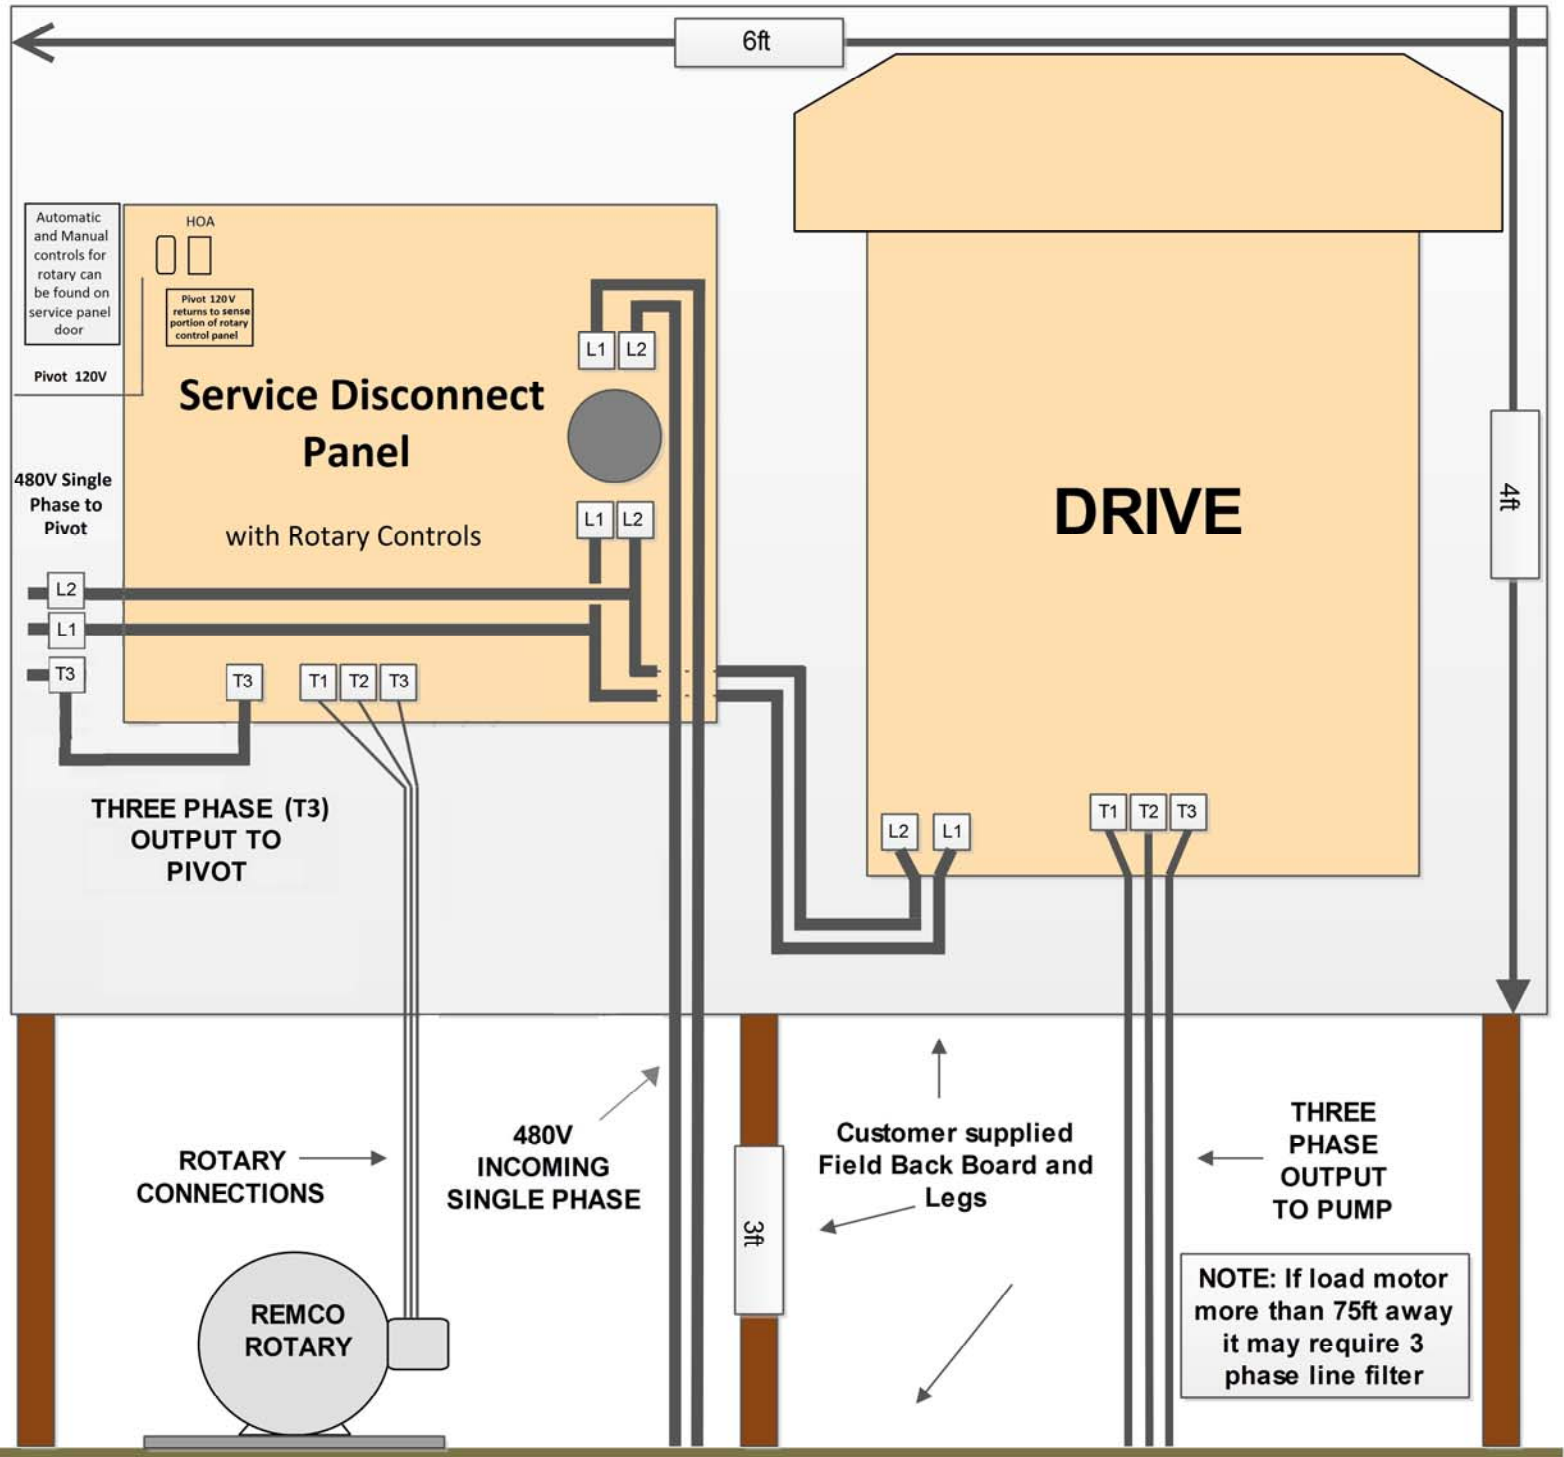 6ft
Automatic
and Manual
controls for
rotary can
be found on
service panel
door
HOA
Pivot 120V
returns to sense
portion of rotary
control panel
Pivot 120V
L1 L2
Service Disconnect
Panel
with Rotary Controls
L1 L2
DRIVE
4ft
480V Single
Phase to
Pivot
L2
L1
T3
T3
T1 T2 T3
THREE PHASE (T3)
OUTPUT TO
PIVOT
L2 L1
T1 T2 T3
ROTARY
CONNECTIONS
480V
INCOMING
SINGLE PHASE
3ft
Customer supplied
Field Back Board and
Legs
THREE
PHASE
OUTPUT
TO PUMP
REMCO
ROTARY
NOTE: If load motor
more than 75ft away
it may require 3
phase line filter